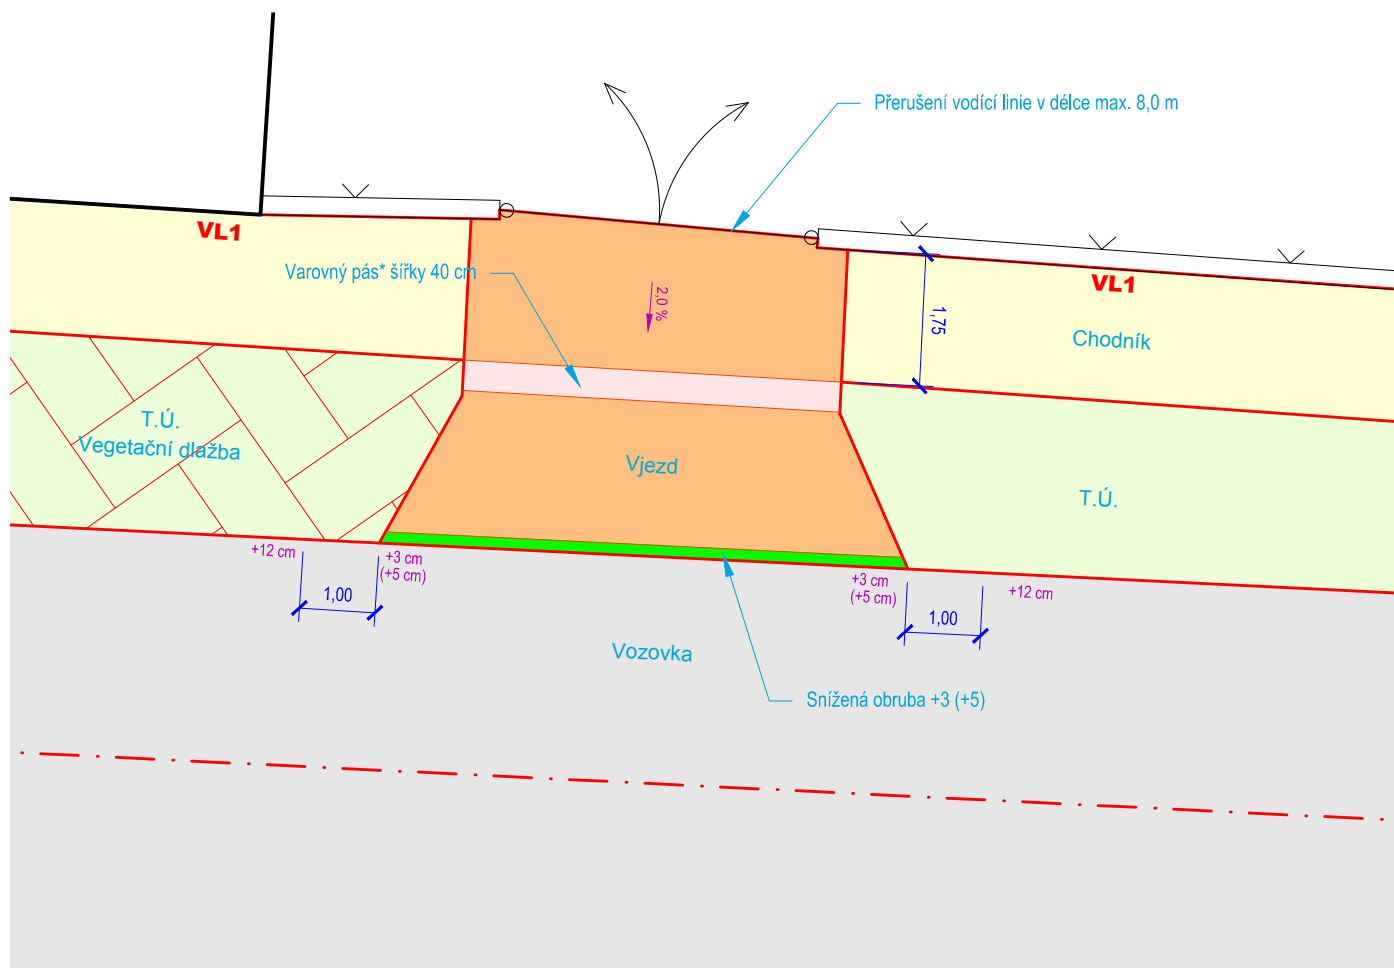 Přerušení vodící linie v délce max. 8,0 m
VL1
Varovný pás* šířky 40 cm
2,0 %
VL1
1,75
Chodník
T.Ú.
Vegetační dlažba
Vjezd
T.Ú.
+12 cm
+3 cm
(+5 cm)
1,00
+3 cm
(+5 cm)
+12 cm
1,00
Vozovka
Snížená obruba +3 (+5)